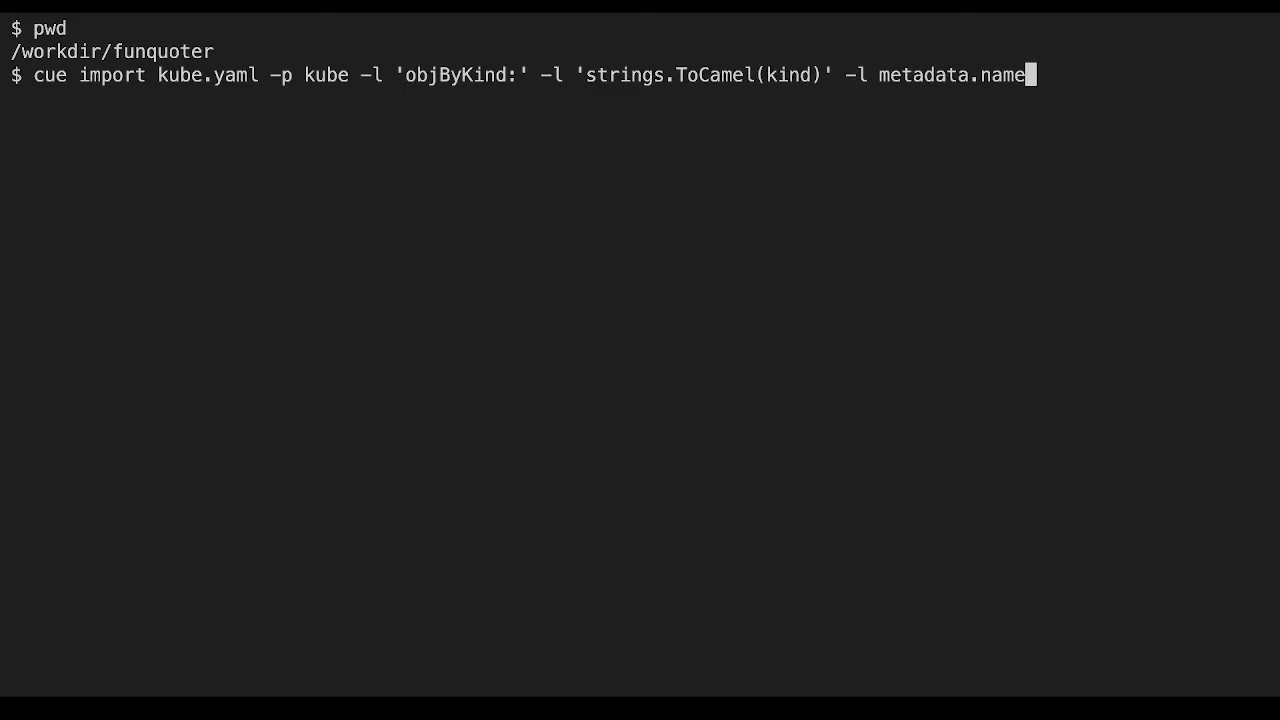 $ pwd
/workdir/funquoter
$ cue import kube.yaml -p kube -l 'objByKind:' -l 'strings.ToCamel(kind)' -l metadata.name